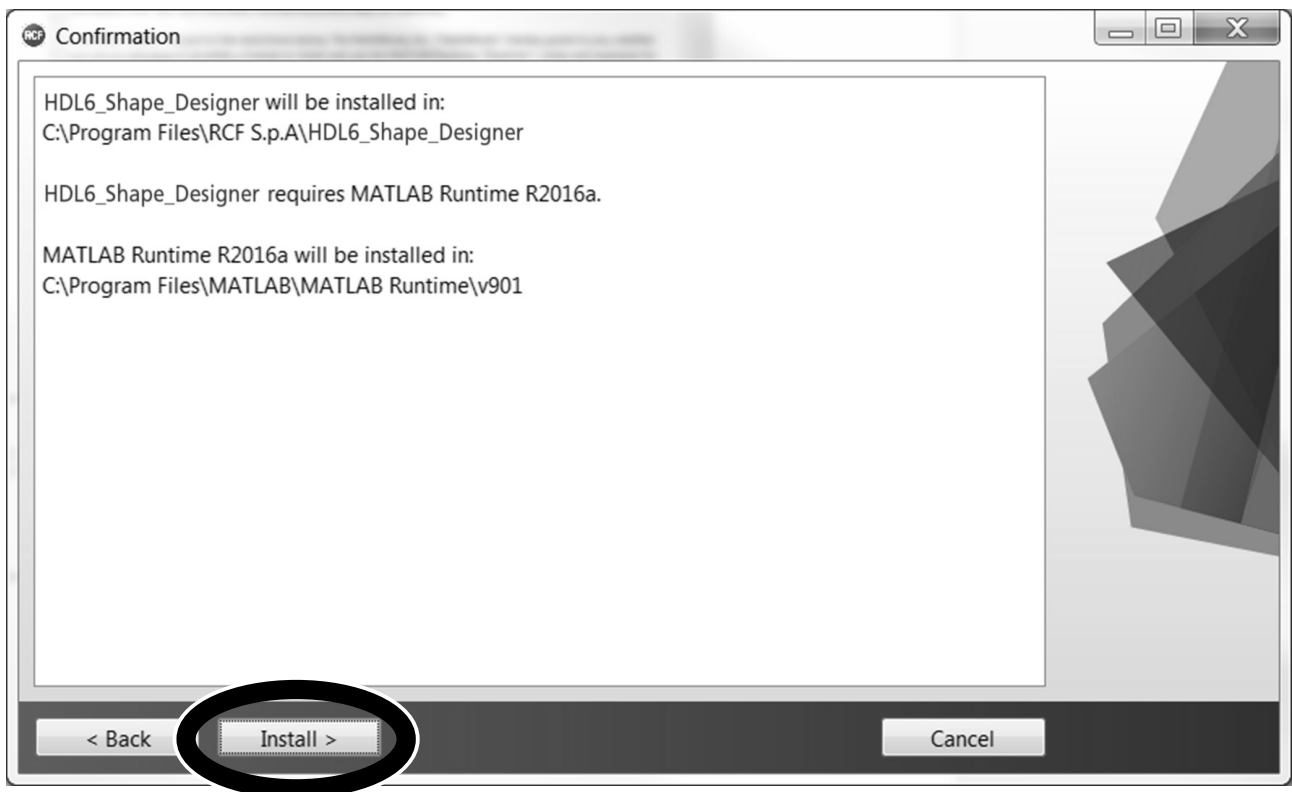 RCF Confirmation
HDL6_Shape_Designer will be installed in:
C:\Program Files\RCF S.p.A\HDL6_Shape_Designer
HDL6_Shape_Designer requires MATLAB Runtime R2016a.
MATLAB Runtime R2016a will be installed in:
C:\Program Files\MATLAB\MATLAB Runtime\v901
< Back Install > Cancel